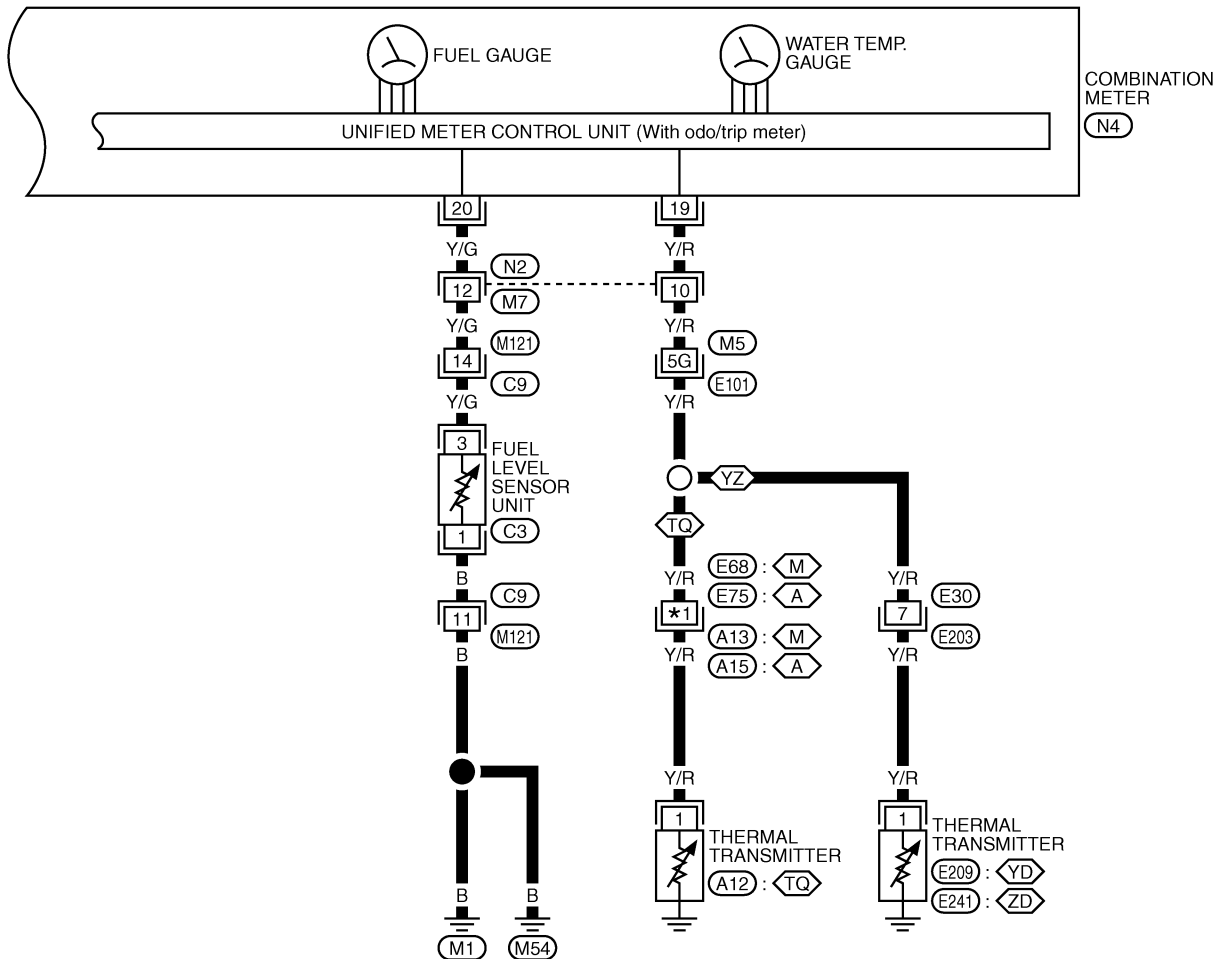 FUEL GAUGE
WATER TEMP.
GAUGE
COMBINATION
METER
N4
UNIFIED METER CONTROL UNIT (With odo/trip meter)
20
19
Y/G
Y/R
N2
12
10
M7
Y/G
Y/R
M121
M5
14
5G
C9
E101
Y/G
Y/R
3
FUEL
LEVEL
SENSOR
UNIT
1
C3
YZ
TQ
B
Y/R
E68 : M
Y/R
C9
E75 : A
E30
11
*1
7
M121
A13 : M
E203
B
Y/R
A15 : A
Y/R
Y/R
Y/R
1
1
THERMAL
TRANSMITTER
A12 : TQ
THERMAL
TRANSMITTER
E209 : YD
E241 : ZD
B
B
M1
M54